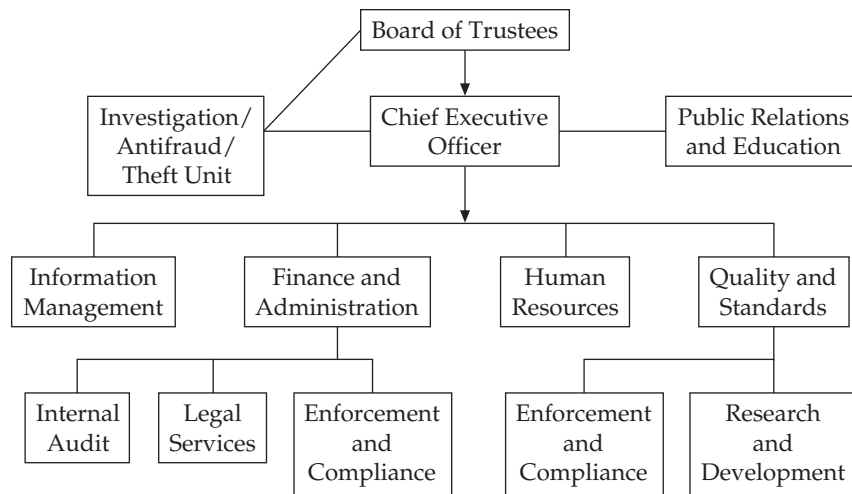 Board of Trustees
Investigation/
Antifraud/
Theft Unit
Chief Executive
Officer
Public Relations
and Education
Information
Management
Finance and
Administration
Human
Resources
Quality and
Standards
Internal
Audit
Legal
Services
Enforcement
and
Compliance
Enforcement
and
Compliance
Research
and
Development